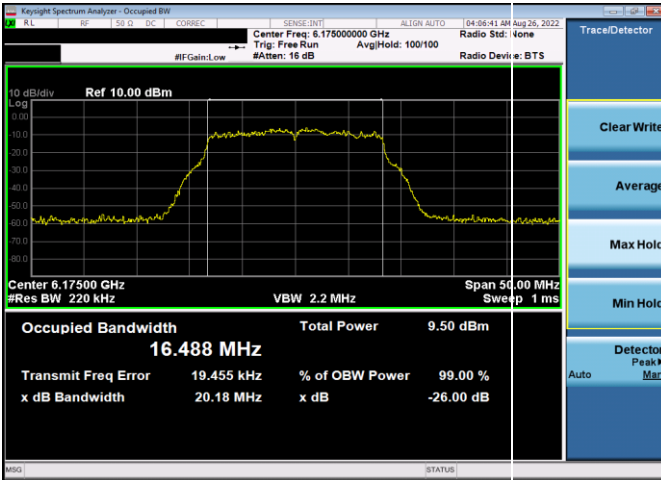 Keysight Spectrum Analyzer - Occupied BW
RL RF 50 Ω DC CORREC SENSE:INT ALIGN AUTO 04:06:41 AM Aug 26, 2022
Center Freq: 6.175000000 GHz Radio Std: None
Trig: Free Run Avg|Hold: 100/100
#IFGain:Low #Atten: 16 dB Radio Device: BTS
Trace/Detector
10 dB/div Ref 10.00 dBm
Log
0.00
-10.0
-20.0
-30.0
-40.0
-50.0
-60.0
-70.0
-80.0
Center 6.17500 GHz Span 50.00 MHz
#Res BW 220 kHz VBW 2.2 MHz Sweep 1 ms
Occupied Bandwidth Total Power 9.50 dBm
16.488 MHz
Transmit Freq Error 19.455 kHz % of OBW Power 99.00 %
x dB Bandwidth 20.18 MHz x dB -26.00 dB
Clear Write
Average
Max Hold
Min Hold
Detector
Peak
Auto Man
MSG STATUS